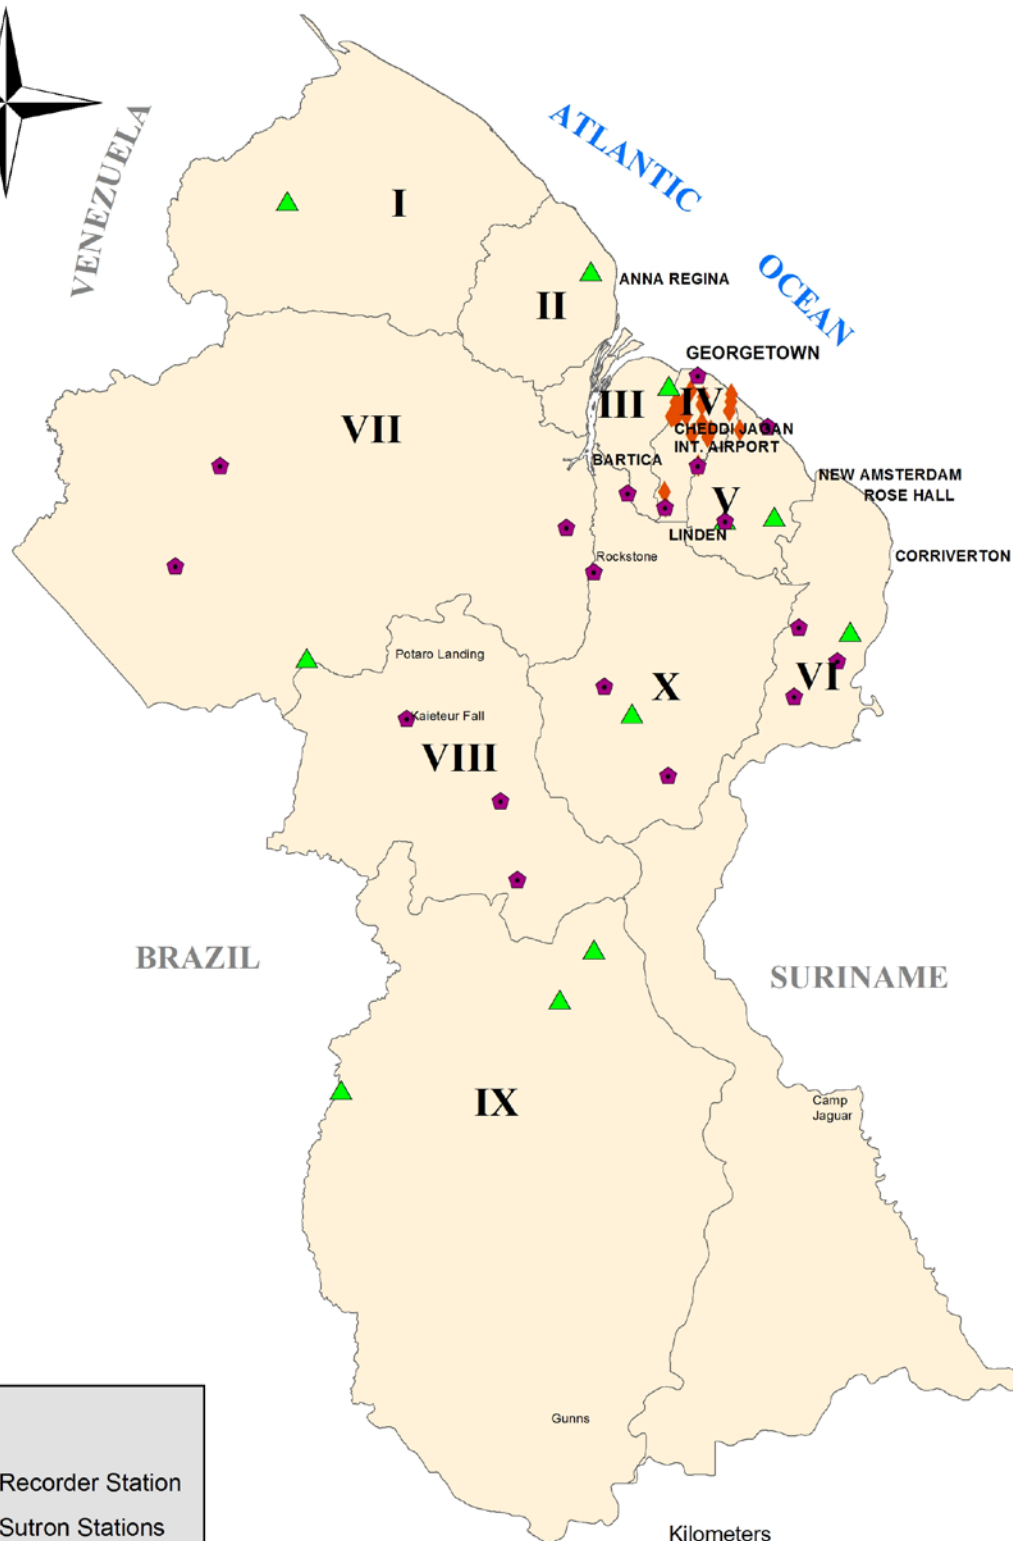 VENEZUELA
ATLANTIC
OCEAN
I
II
ANNA REGINA
GEORGETOWN
III
IV
VII
CHEDDI JAGAN
INT. AIRPORT
BARTICA
NEW AMSTERDAM
ROSE HALL
V
LINDEN
Rockstone
CORRIVERTON
Potaro Landing
X
VI
Kaieteur Fall
VIII
BRAZIL
SURINAME
IX
Camp
Jaguar
Gunns
Recorder Station
Sutron Stations
Kilometers